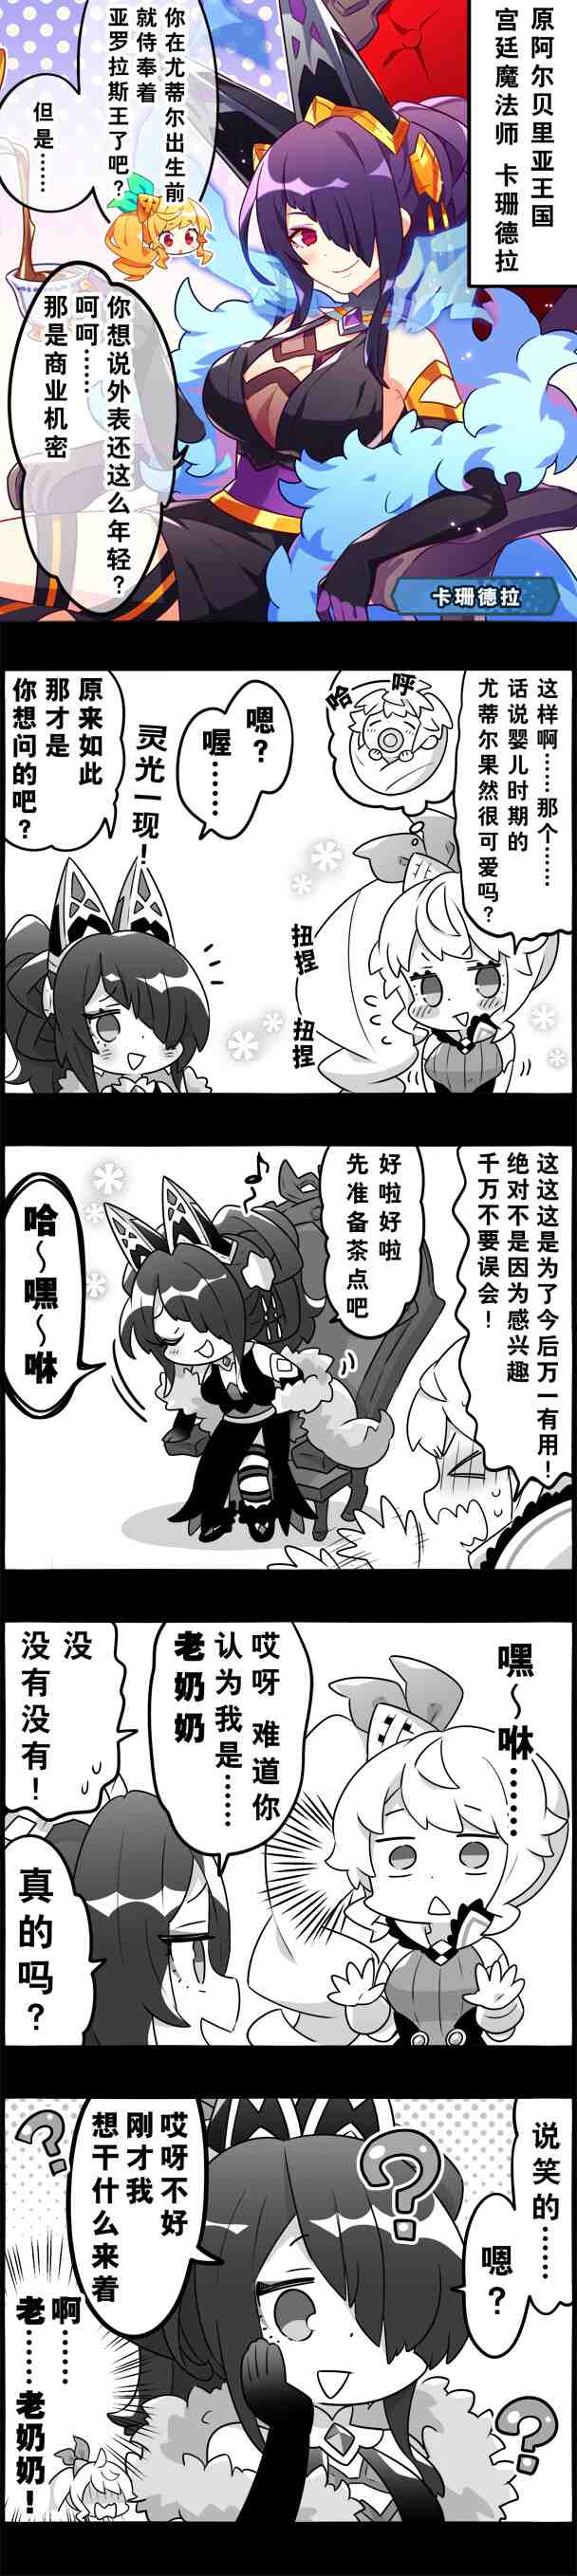 原阿尔贝里亚王国
宫廷魔法师 卡珊德拉
你在尤蒂尔出生前
就侍奉着
亚罗拉斯王了吧？
但是……
你想说外表还这么年轻？
呵呵……
那是商业机密
卡珊德拉
这样啊……那个……
话说婴儿时期的
尤蒂尔果然很可爱吗？
呼
哈
扭捏
扭捏
嗯？
喔……
灵光一现！
原来如此
那才是
你想问的吧？
这这这是为了今后万一有用！
绝对不是因为感兴趣
千万不要误会！
好啦好啦
先准备茶点吧
哈～嘿～咻
嘿～咻……
哎呀 难道你
认为我是……
老奶奶
没
没有没有！
真的吗？
说笑的……
嗯？
哎呀不好
刚才我
想干什么来着
啊……
老……老奶奶！